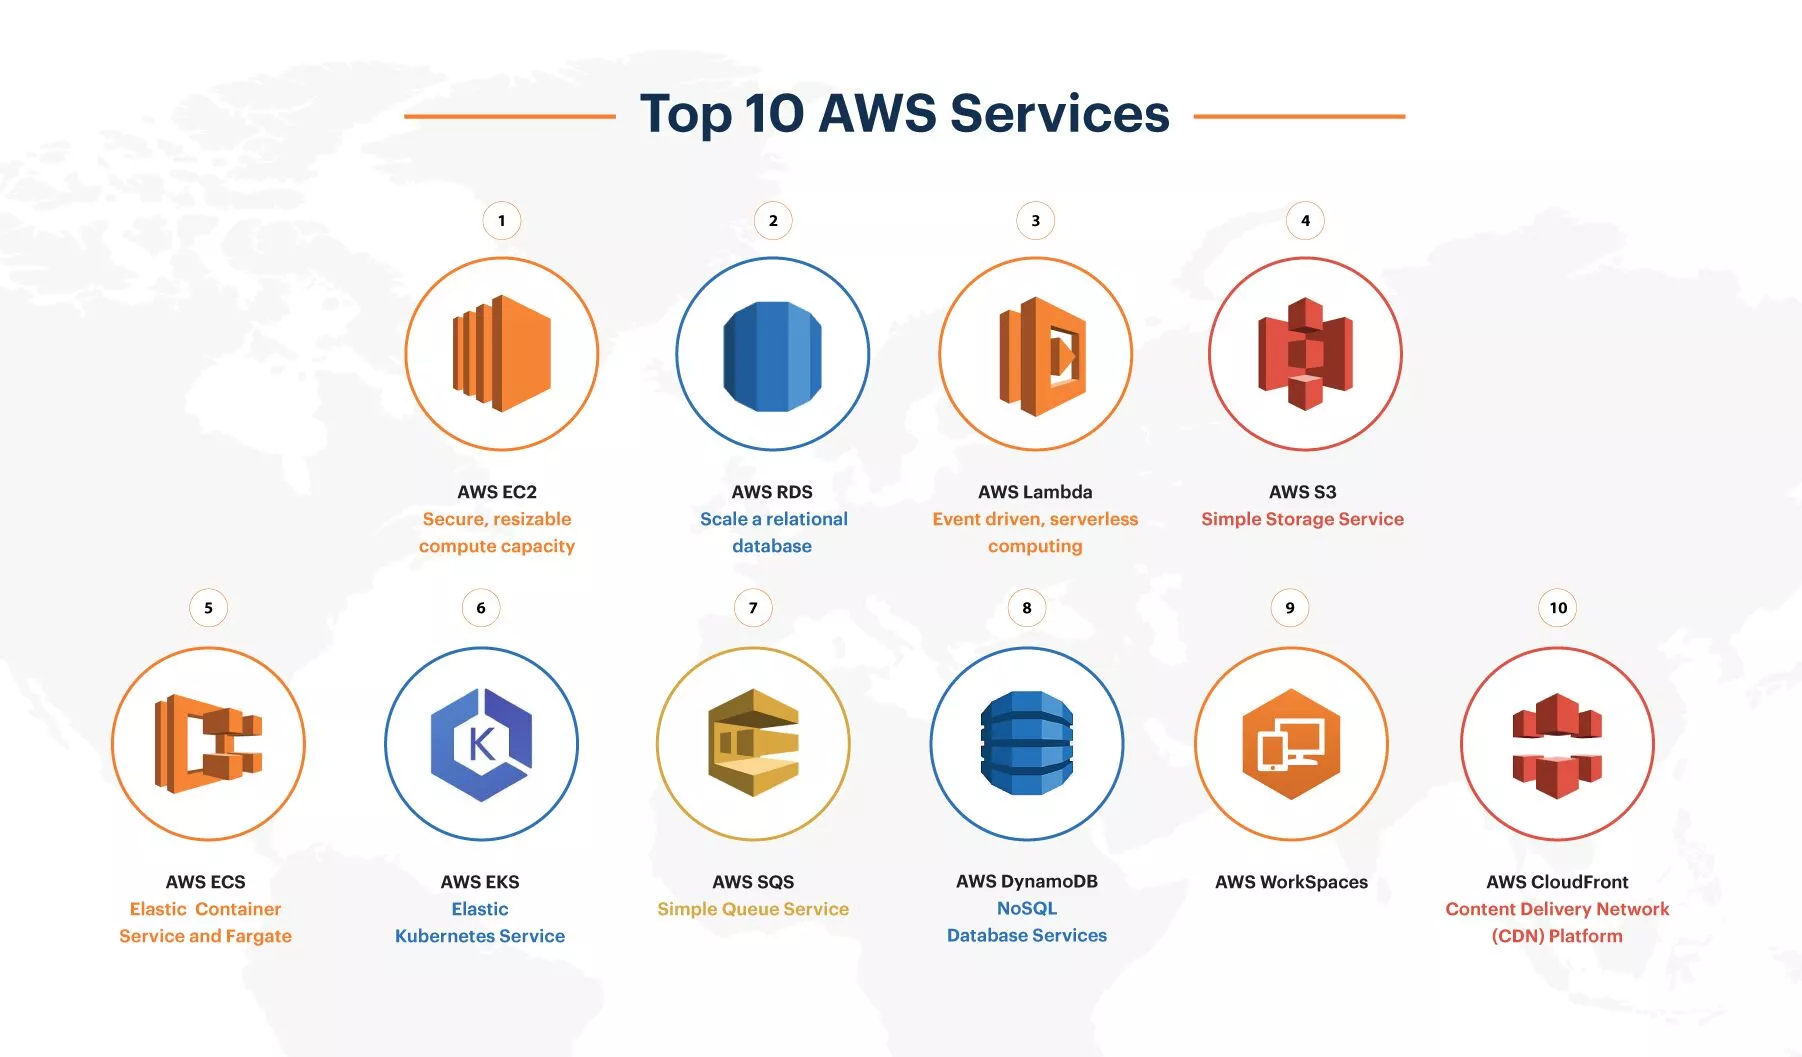 Top 10 AWS Services
1
2
3
4
AWS EC2
Secure, resizable
compute capacity
AWS RDS
Scale a relational
database
AWS Lambda
Event driven, serverless
computing
AWS S3
Simple Storage Service
5
6
7
8
9
10
K
AWS ECS
Elastic Container
Service and Fargate
AWS EKS
Elastic
Kubernetes Service
AWS SQS
Simple Queue Service
AWS DynamoDB
NoSQL
Database Services
AWS WorkSpaces
AWS CloudFront
Content Delivery Network
(CDN) Platform